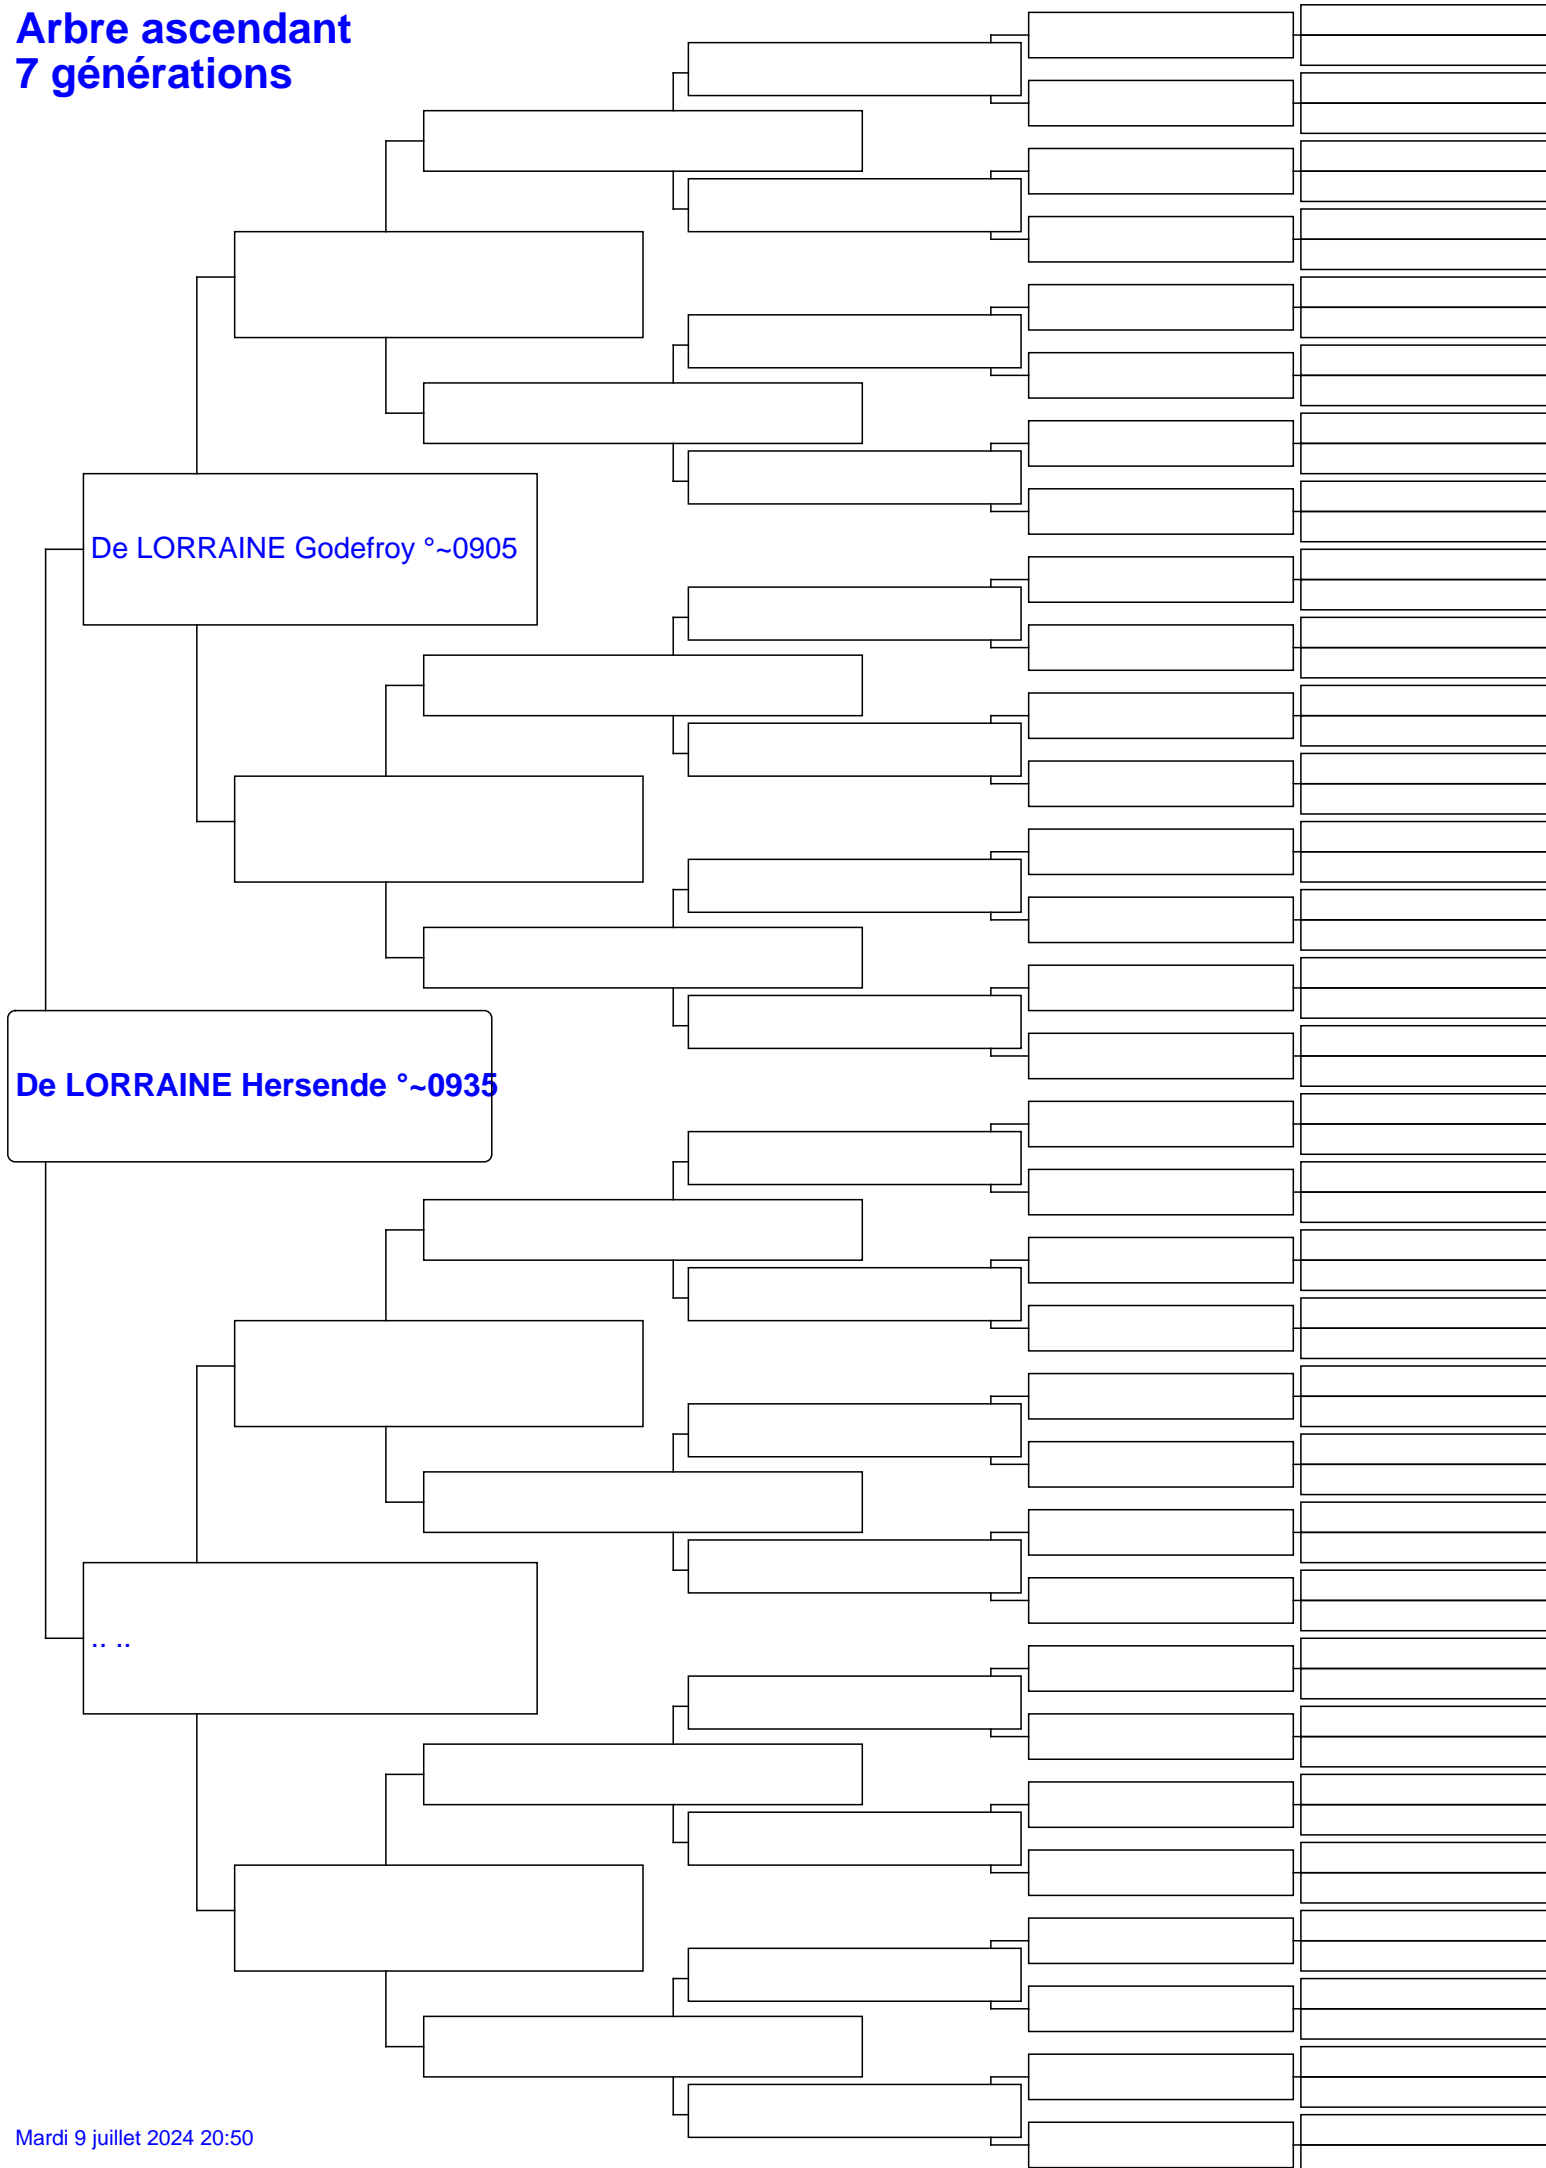 Arbre ascendant
7 générations
De LORRAINE Godefroy °~0905
De LORRAINE Hersende °~0935
.. ..
Mardi 9 juillet 2024 20:50